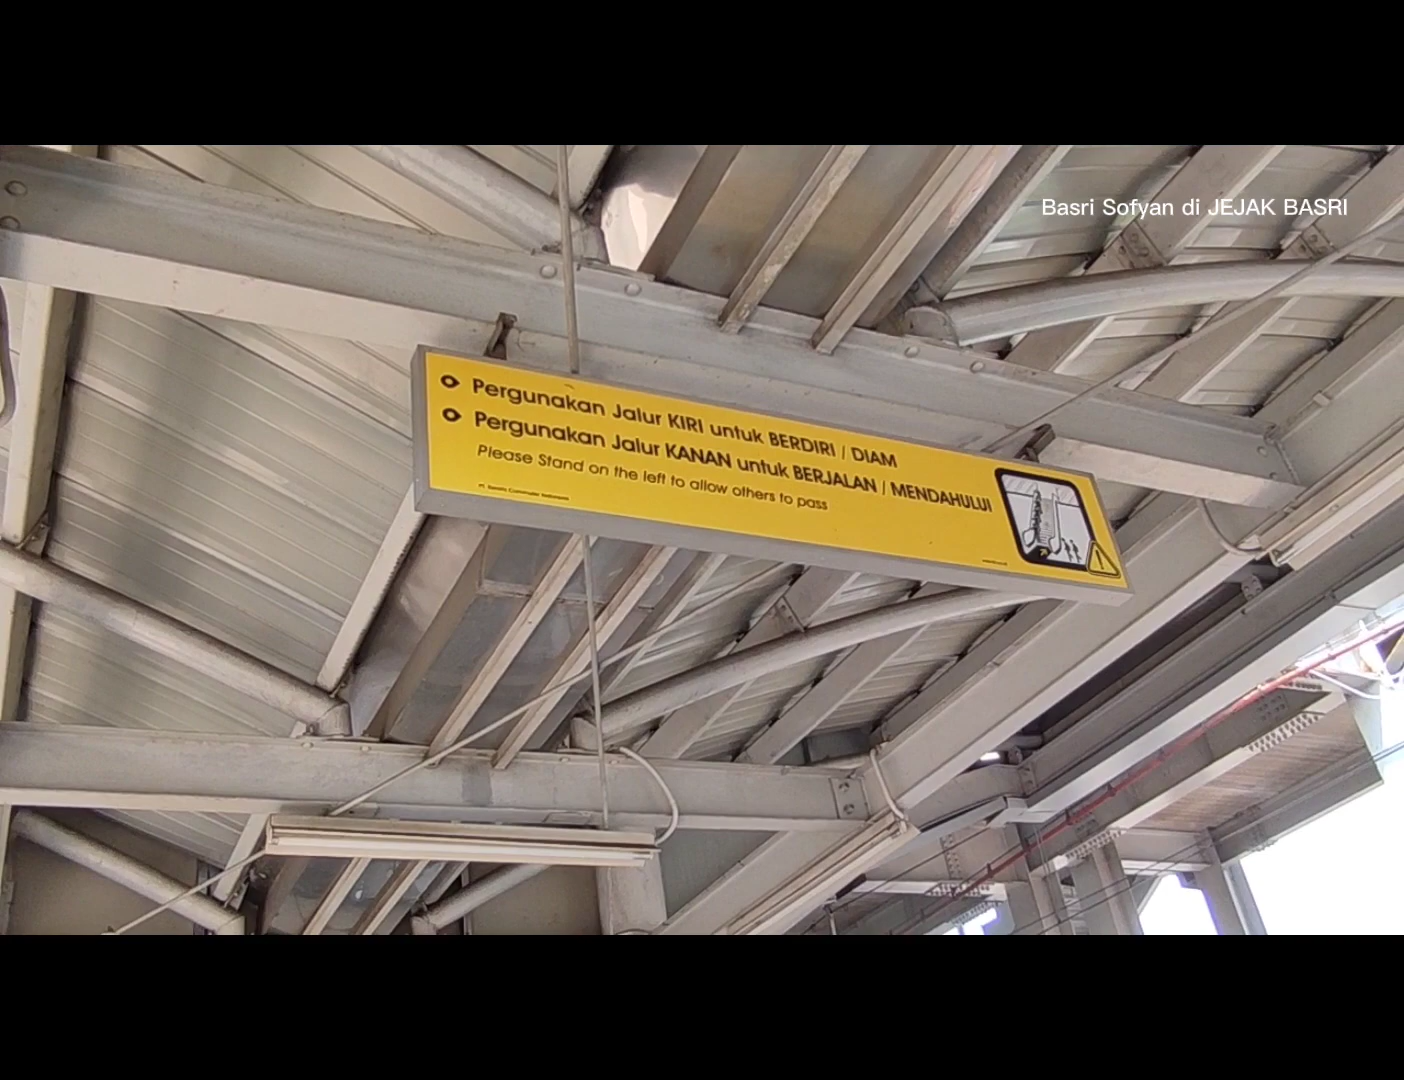 Basri Sofyan di JEJAK BASRI
Pergunakan Jalur KIRI untuk BERDIRI / DIAM
Pergunakan Jalur KANAN untuk BERJALAN / MENDAHULUI
Please Stand on the left to allow others to pass